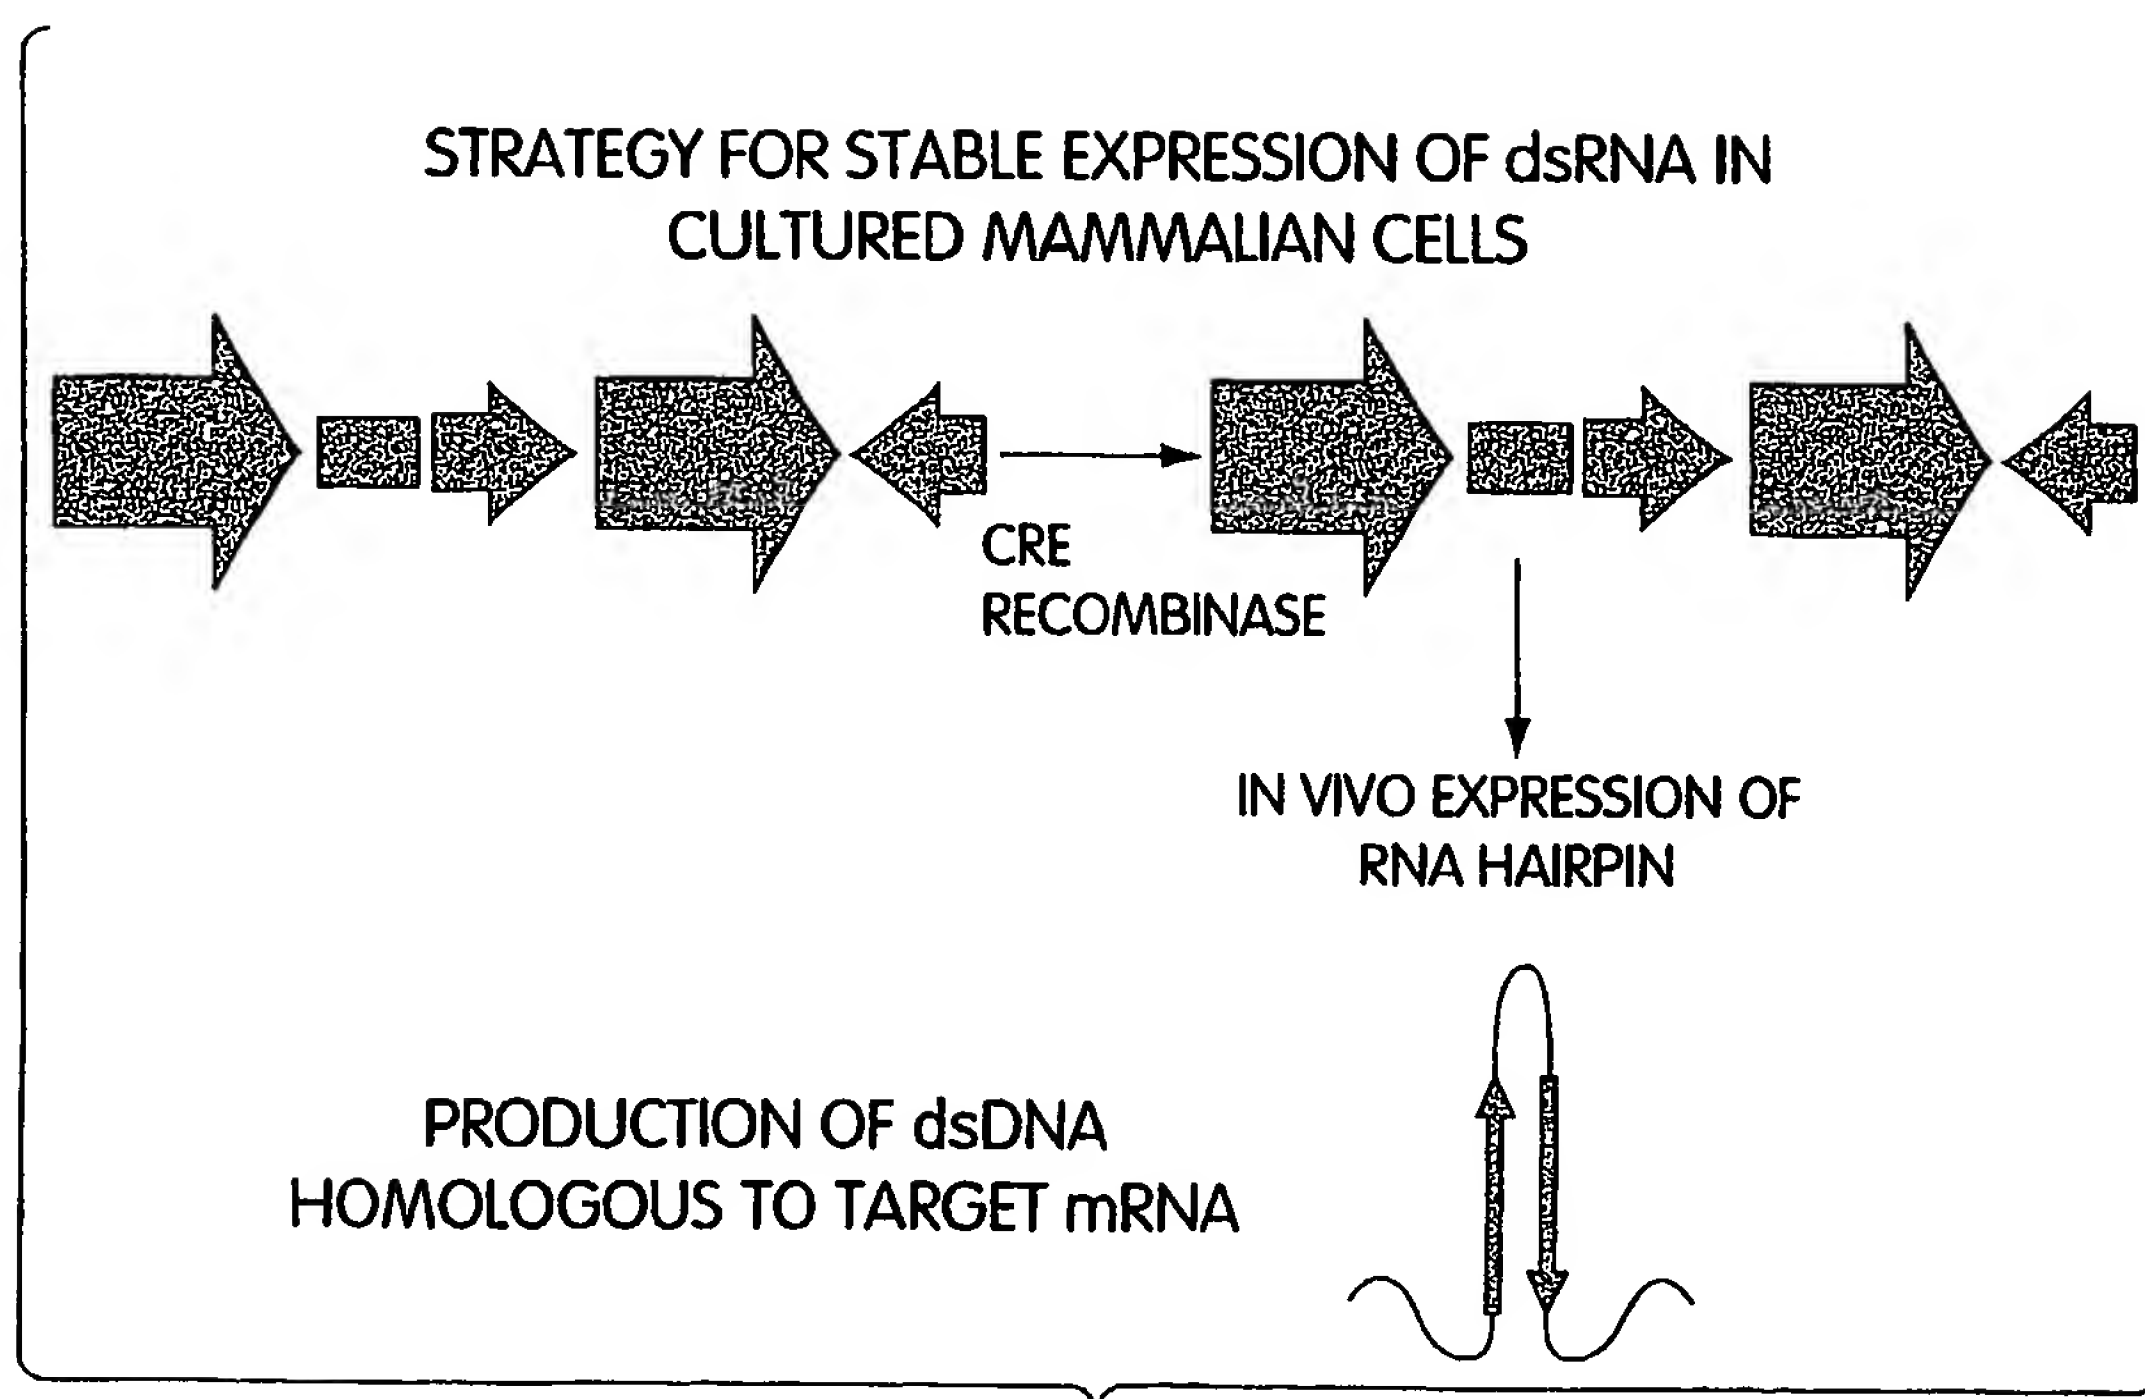 STRATEGY FOR STABLE EXPRESSION OF dsRNA IN
CULTURED MAMMALIAN CELLS
CRE
RECOMBINASE
IN VIVO EXPRESSION OF
RNA HAIRPIN
PRODUCTION OF dsDNA
HOMOLOGOUS TO TARGET mRNA